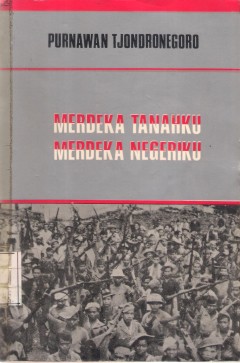 PURNAWAN TJONDRONEGORO
MERDEKA TANAHKU
MERDEKA NEGERIKU